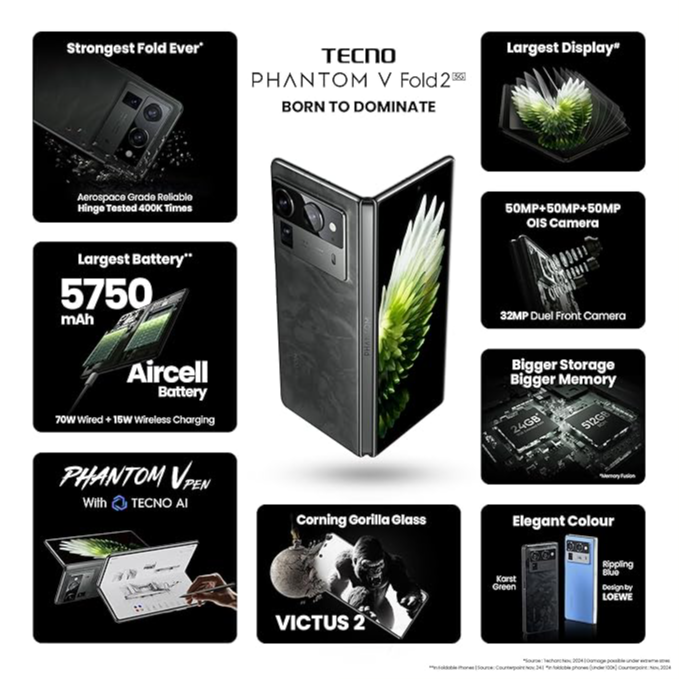 Strongest Fold Ever*
Aerospace Grade Reliable
Hinge Tested 400K Times
TECNO
PHANTOM V Fold2 5G
BORN TO DOMINATE
Largest Display#
50MP+50MP+50MP
OIS Camera
32MP Duel Front Camera
Largest Battery**
5750
mAh
Aircell
Battery
70W Wired + 15W Wireless Charging
PHANTOM
Bigger Storage
Bigger Memory
24GB*
512GB
*Memory Fusion
PHANTOM V PEN
With TECNO AI
Corning Gorilla Glass
VICTUS 2
Elegant Colour
Karst
Green
Rippling
Blue
Design by
LOEWE